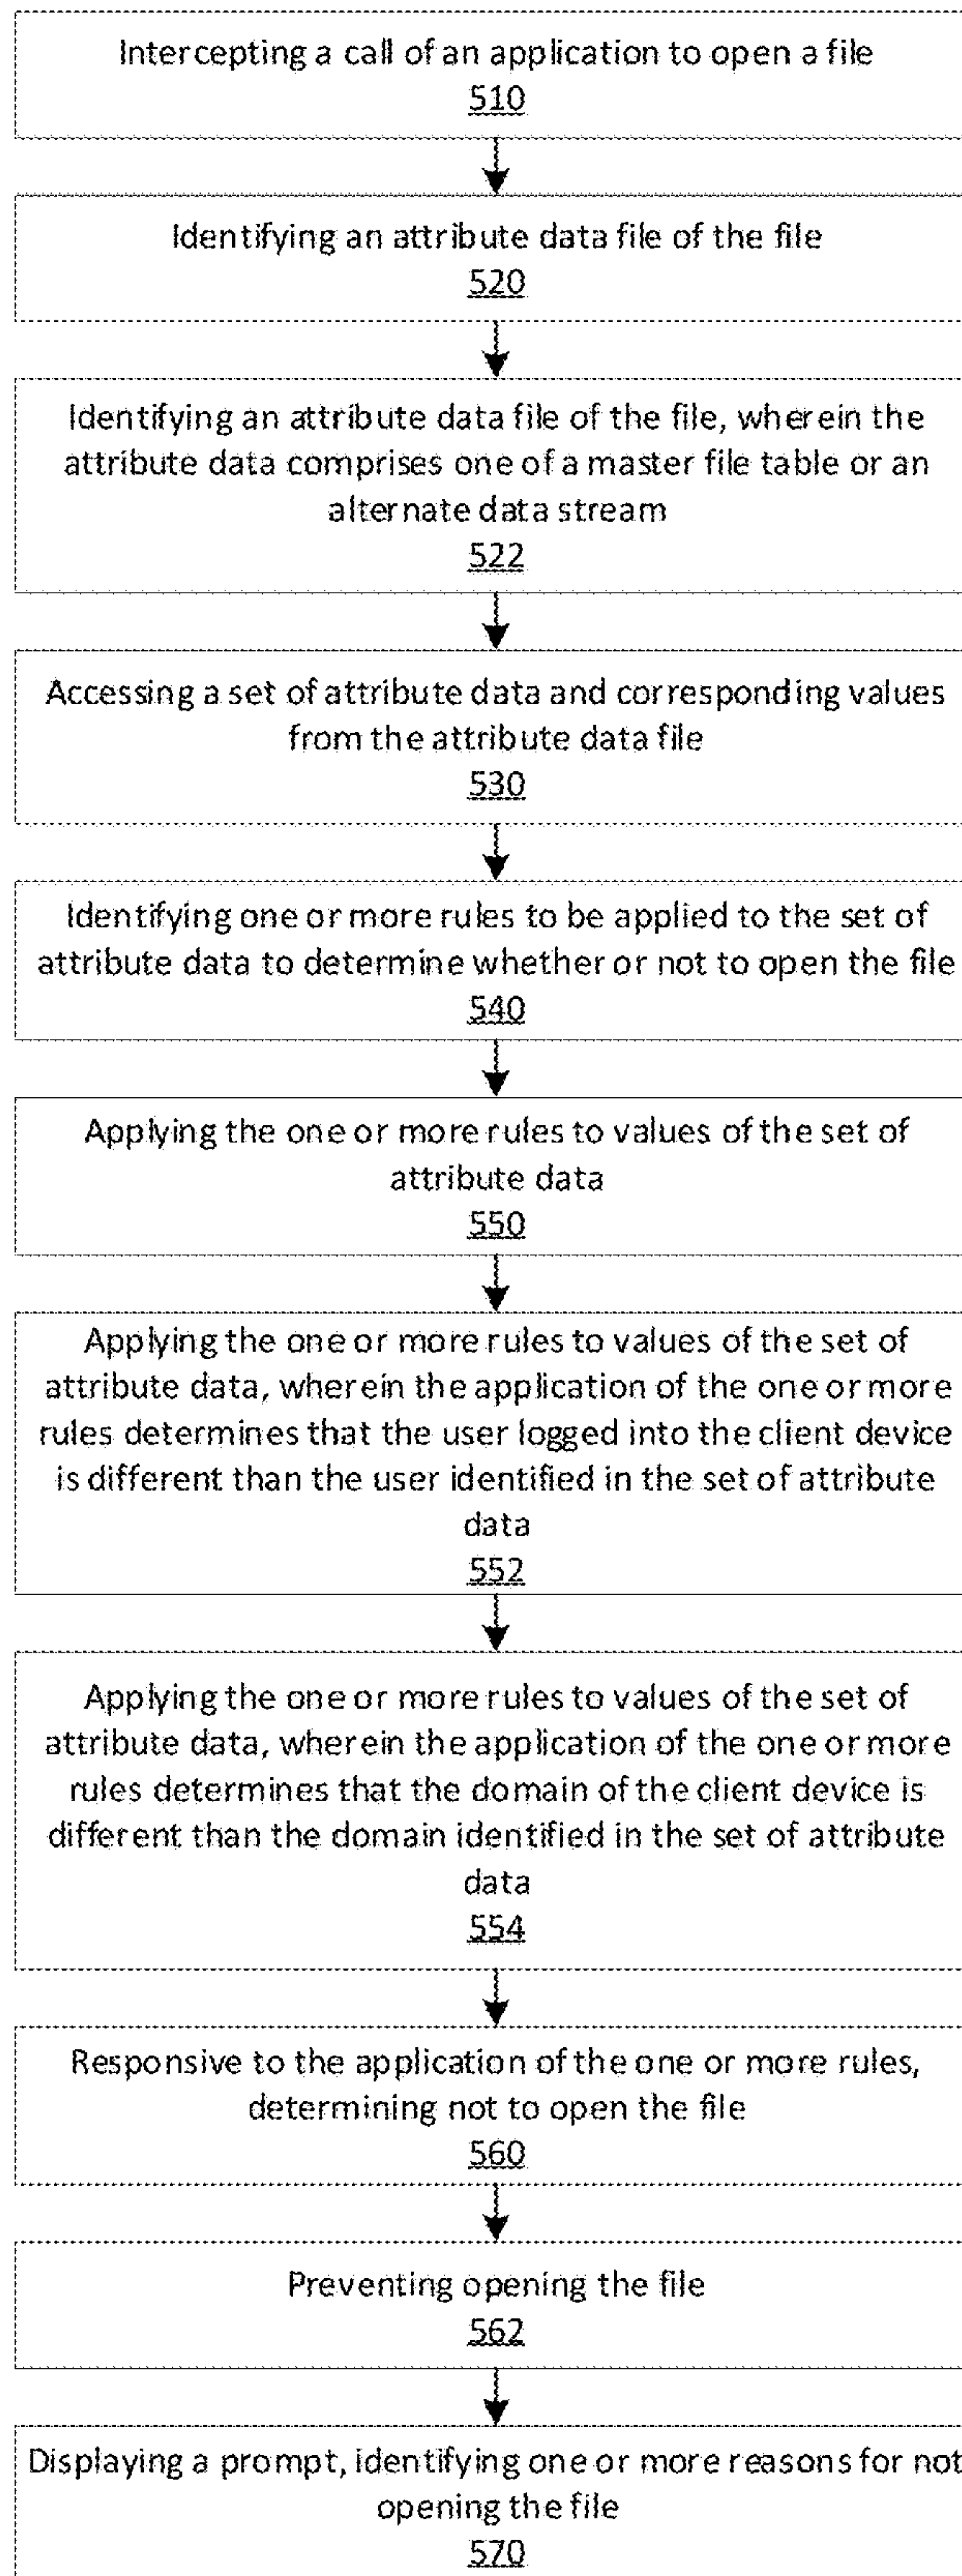 Intercepting a call of an application to open a file
510
Identifying an attribute data file of the file
520
Identifying an attribute data file of the file, wherein the
attribute data comprises one of a master file table or an
alternate data stream
522
Accessing a set of attribute data and corresponding values
from the attribute data file
530
Identifying one or more rules to be applied to the set of
attribute data to determine whether or not to open the file
540
Applying the one or more rules to values of the set of
attribute data
550
Applying the one or more rules to values of the set of
attribute data, wherein the application of the one or more
rules determines that the user logged into the client device
is different than the user identified in the set of attribute
data
552
Applying the one or more rules to values of the set of
attribute data, wherein the application of the one or more
rules determines that the domain of the client device is
different than the domain identified in the set of attribute
data
554
Responsive to the application of the one or more rules,
determining not to open the file
560
Preventing opening the file
562
Displaying a prompt, identifying one or more reasons for not
opening the file
570